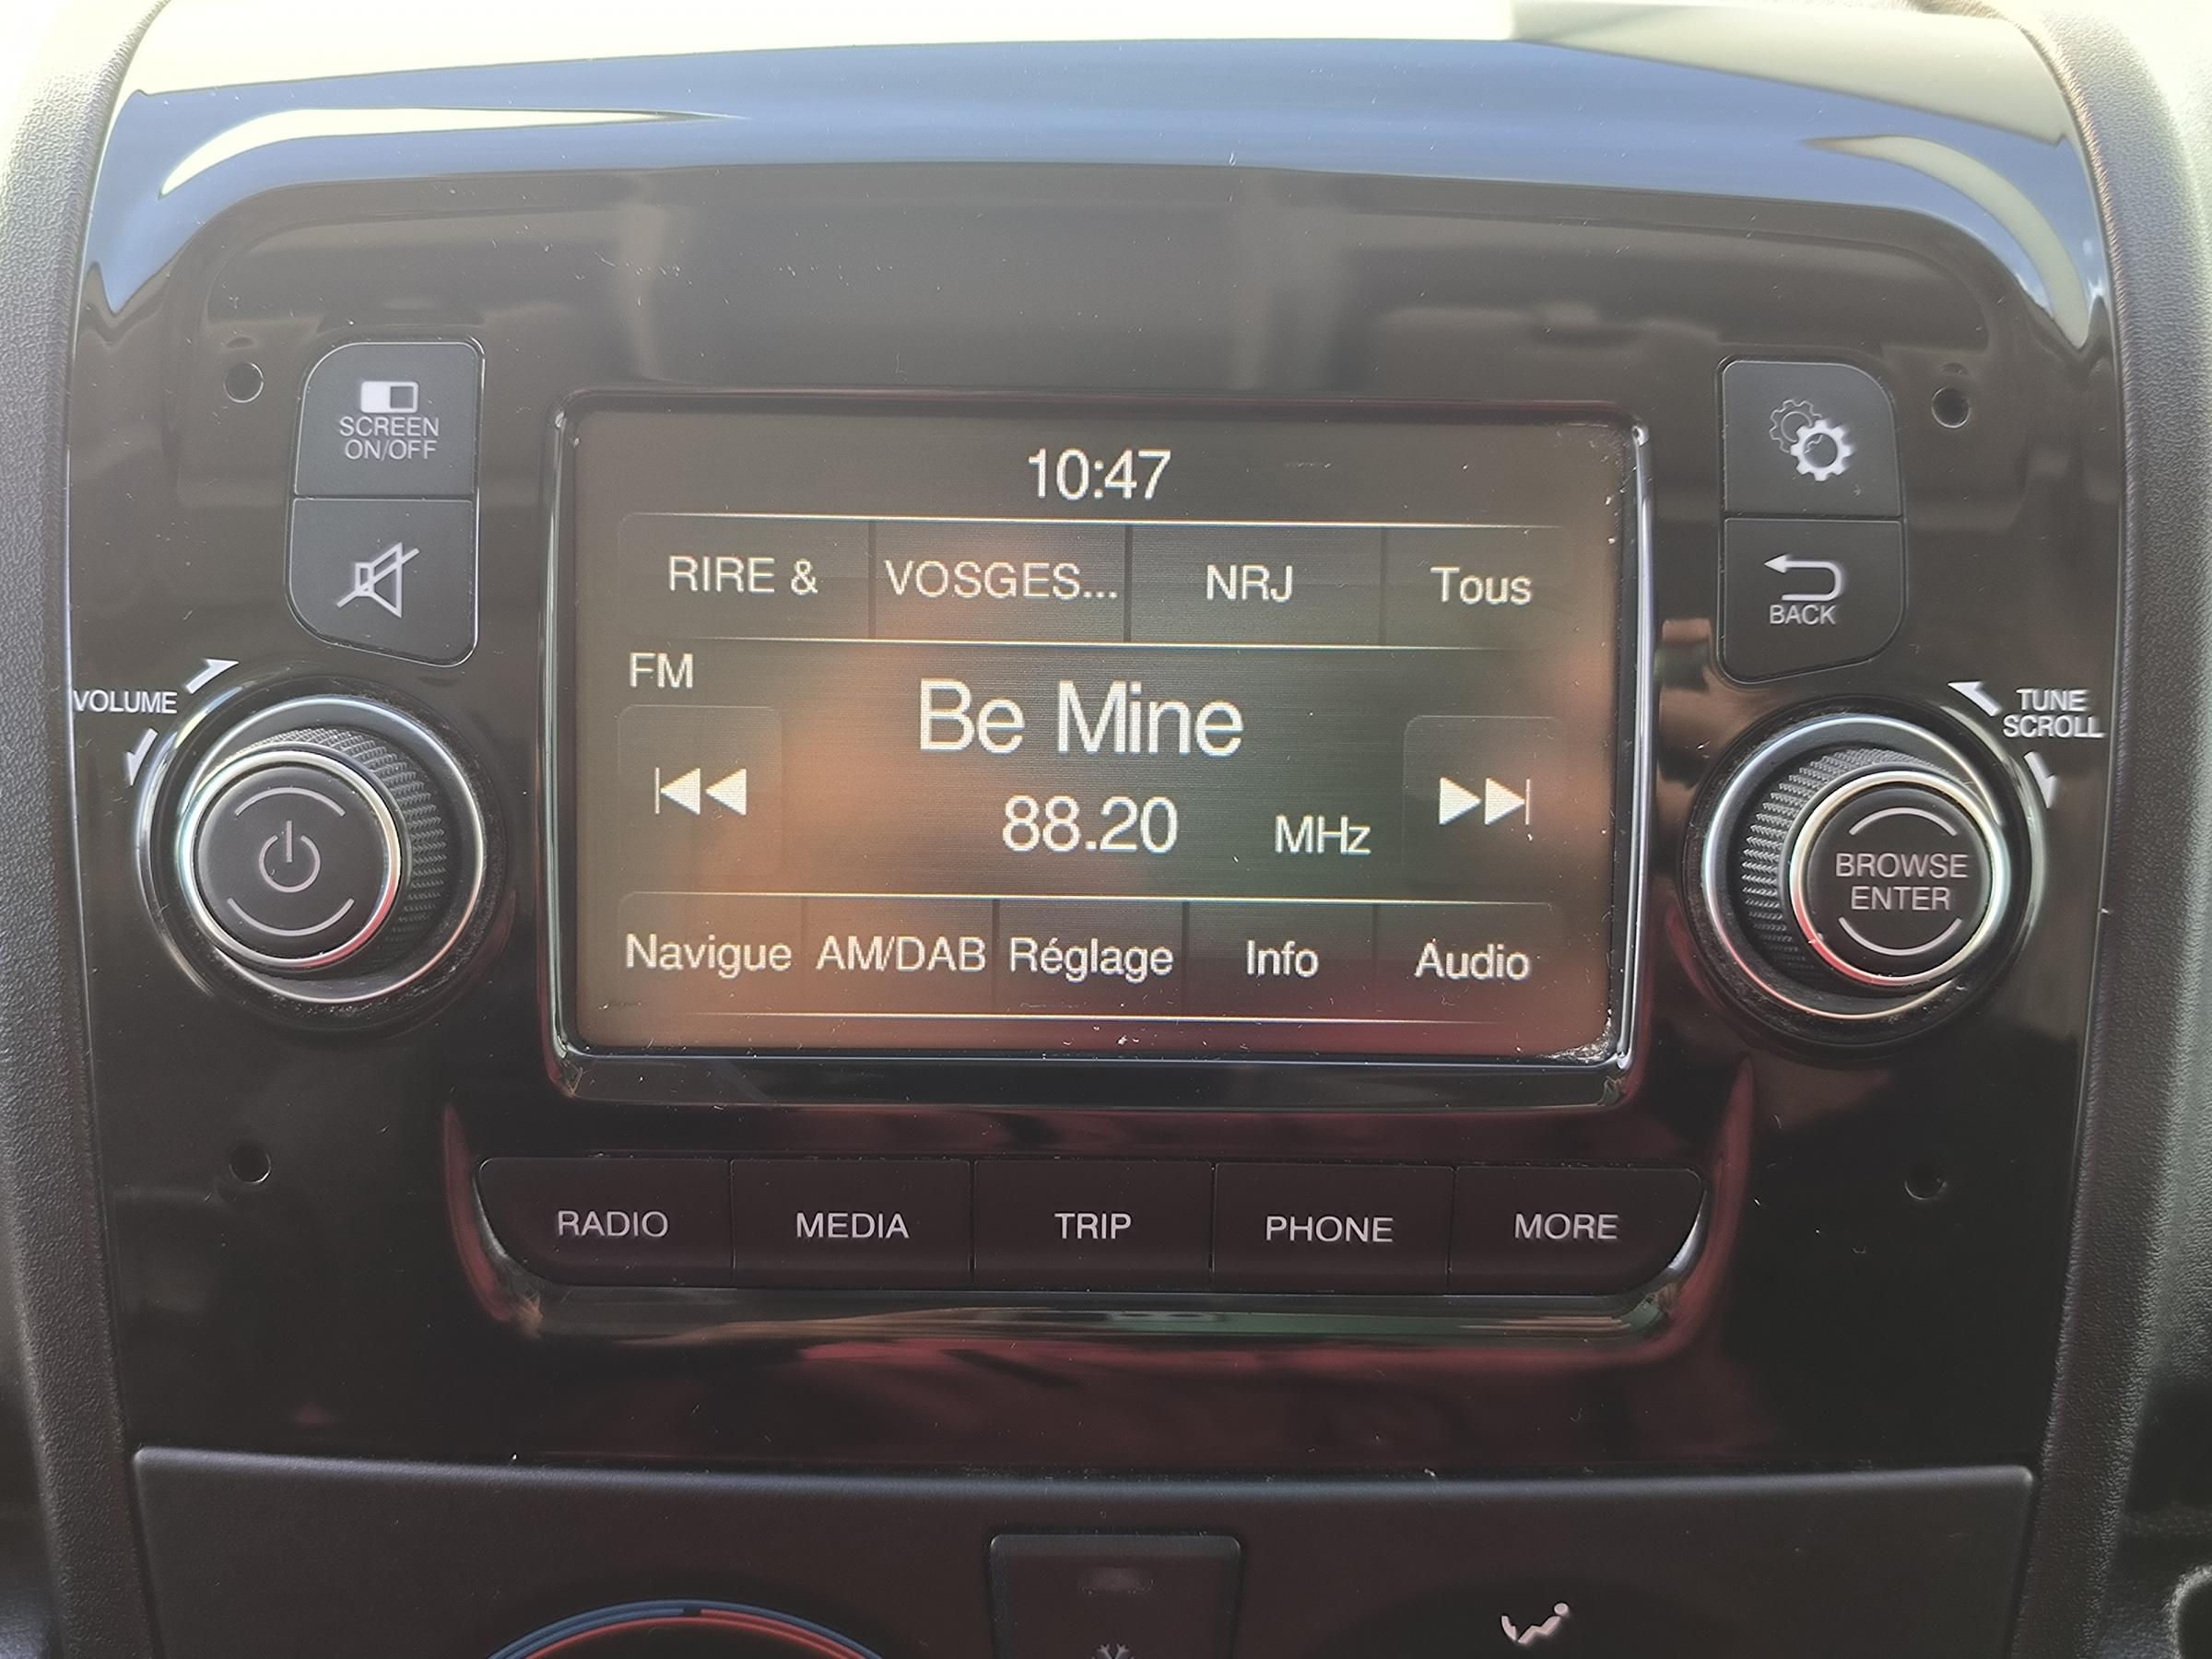 SCREEN
ON/OFF
10:47
RIRE & VOSGES... NRJ Tous
BACK
VOLUME
FM
TUNE
SCROLL
Be Mine
88.20 MHz
BROWSE
ENTER
Navigue AM/DAB Réglage Info Audio
RADIO MEDIA TRIP PHONE MORE